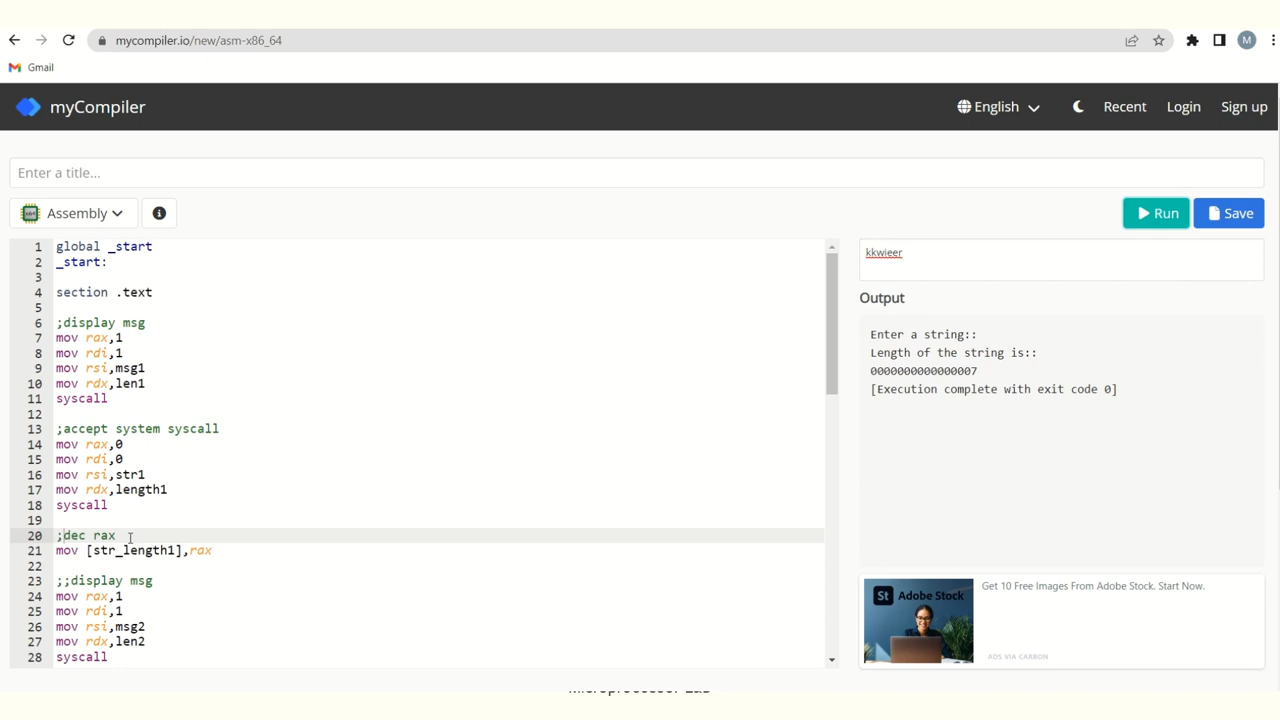 mycompiler.io/new/asm-x86_64
M
Gmail
myCompiler
English
Recent
Login
Sign up
Enter a title...
Assembly
Run
Save
1 global _start
2 _start:
3
4 section .text
5
6 ;display msg
7 mov rax,1
8 mov rdi,1
9 mov rsi,msg1
10 mov rdx,len1
11 syscall
12
13 ;accept system syscall
14 mov rax,0
15 mov rdi,0
16 mov rsi,str1
17 mov rdx,length1
18 syscall
19
20 ;dec rax
21 mov [str_length1],rax
22
23 ;;display msg
24 mov rax,1
25 mov rdi,1
26 mov rsi,msg2
27 mov rdx,len2
28 syscall
kkwieer
Output
Enter a string::
Length of the string is::
0000000000000007
[Execution complete with exit code 0]
St Adobe Stock
Get 10 Free Images From Adobe Stock. Start Now.
ADS VIA CARBON
Microprocessor Lab